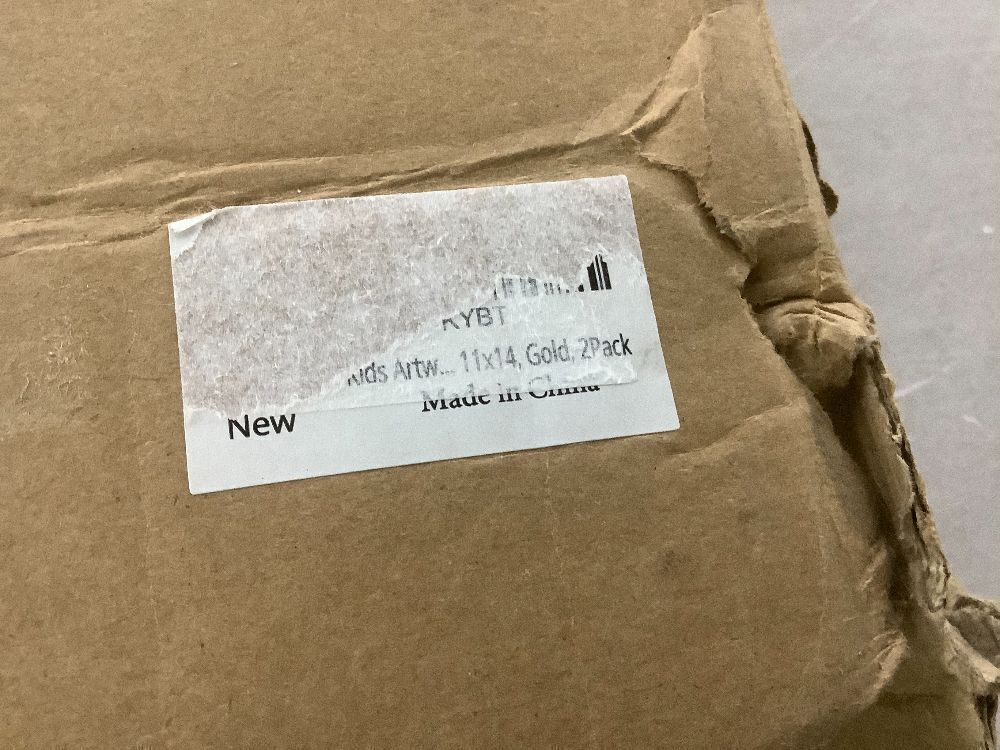 KYBT
Kids Artw... 11x14, Gold, 2Pack
Made in China
New